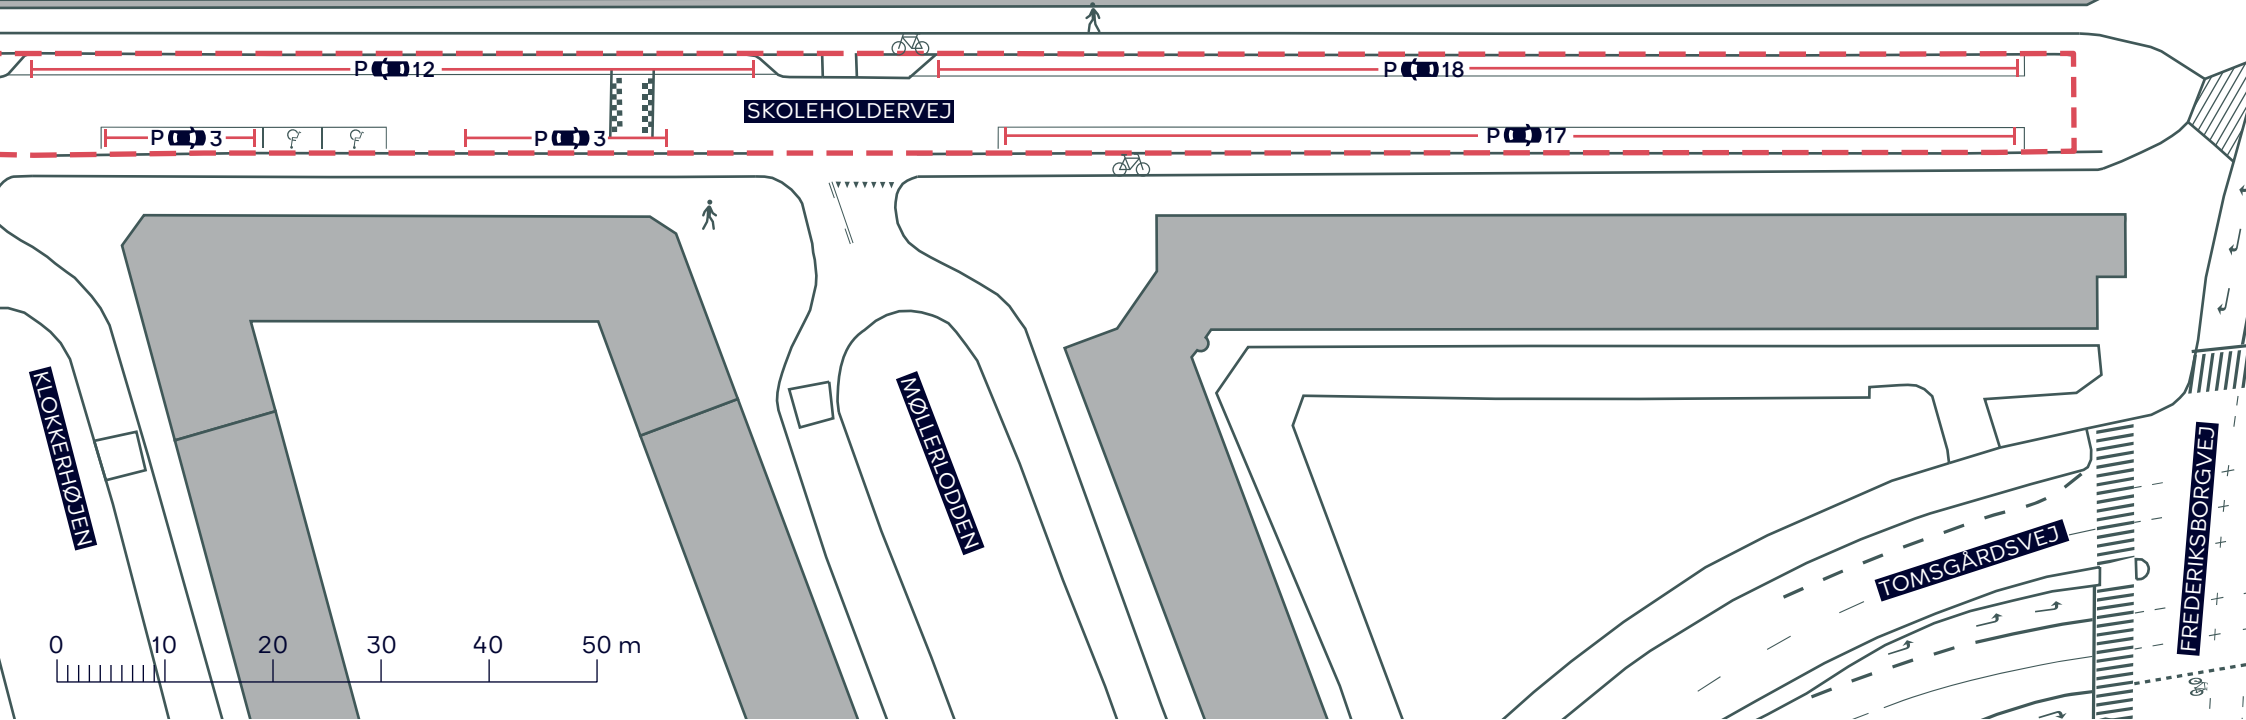 P 12
P 18
SKOLEHOLDERVEJ
P 3
P 3
P 17
KLOKKERHØJEN
MØLLERLODDEN
TOMSGÅRDSVEJ
FREDERIKSBORGVEJ
0 10 20 30 40 50 m